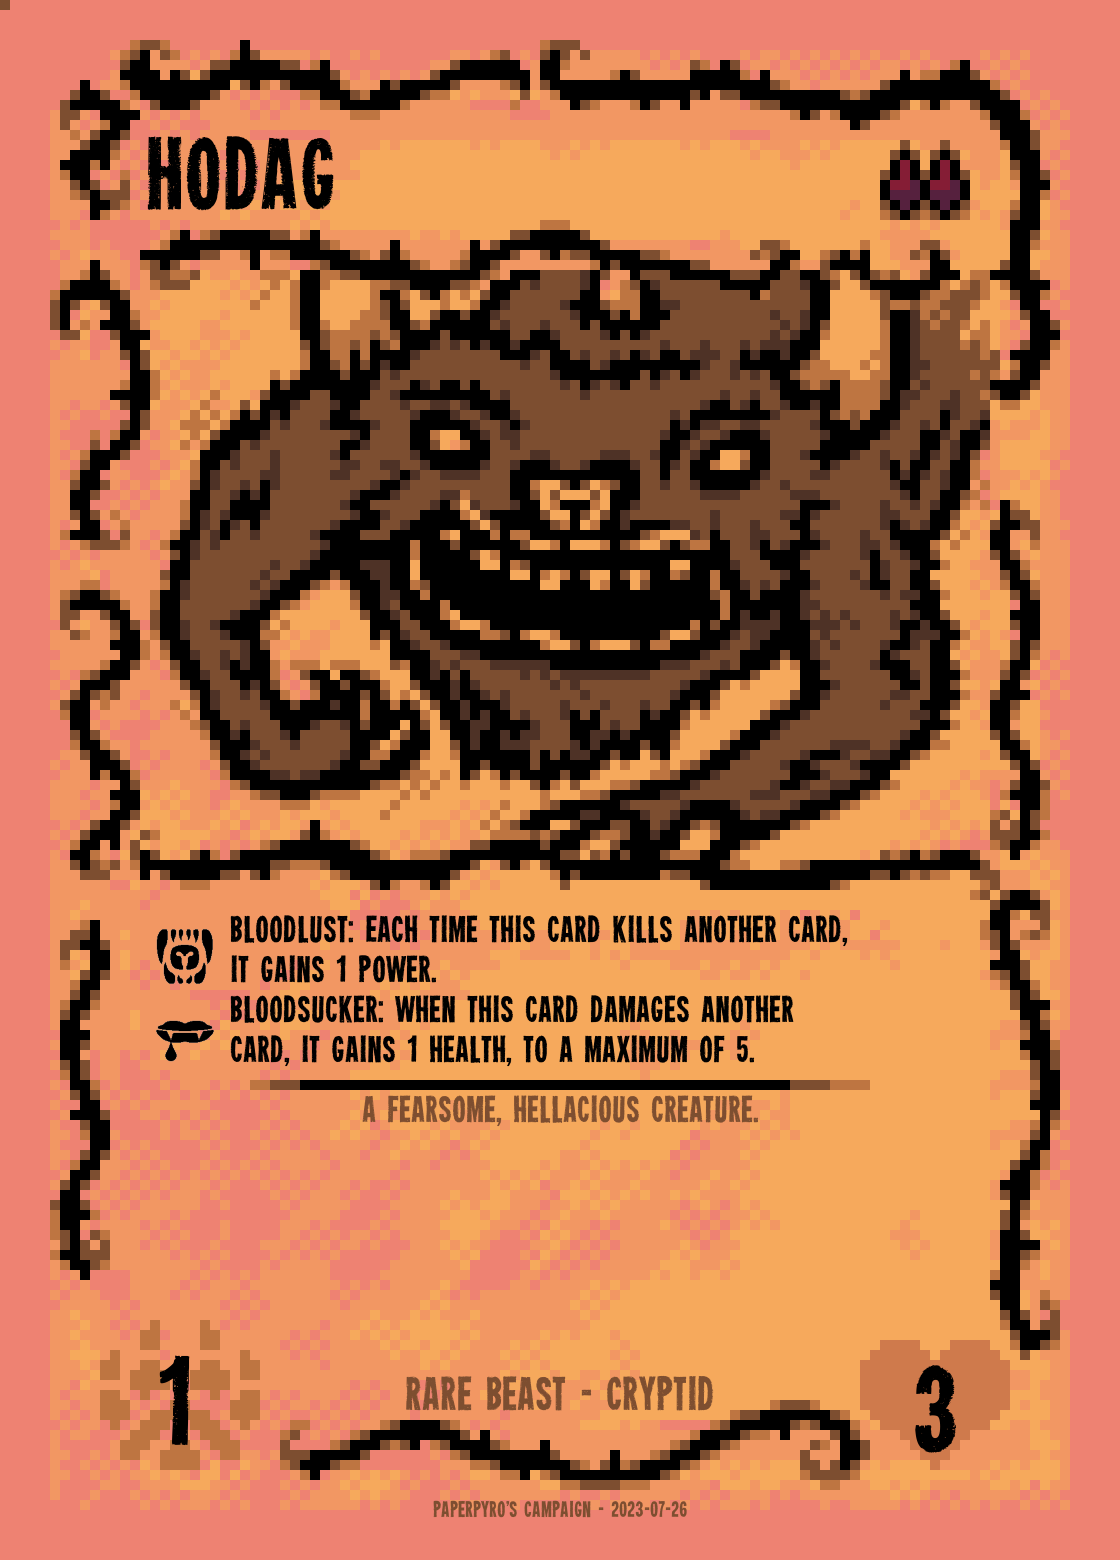 HODAG
BLOODLUST: EACH TIME THIS CARD KILLS ANOTHER CARD,
IT GAINS 1 POWER.
BLOODSUCKER: WHEN THIS CARD DAMAGES ANOTHER
CARD, IT GAINS 1 HEALTH, TO A MAXIMUM OF 5.
A FEARSOME, HELLACIOUS CREATURE.
1
RARE BEAST - CRYPTID
3
PAPERPYRO'S CAMPAIGN - 2023-07-26